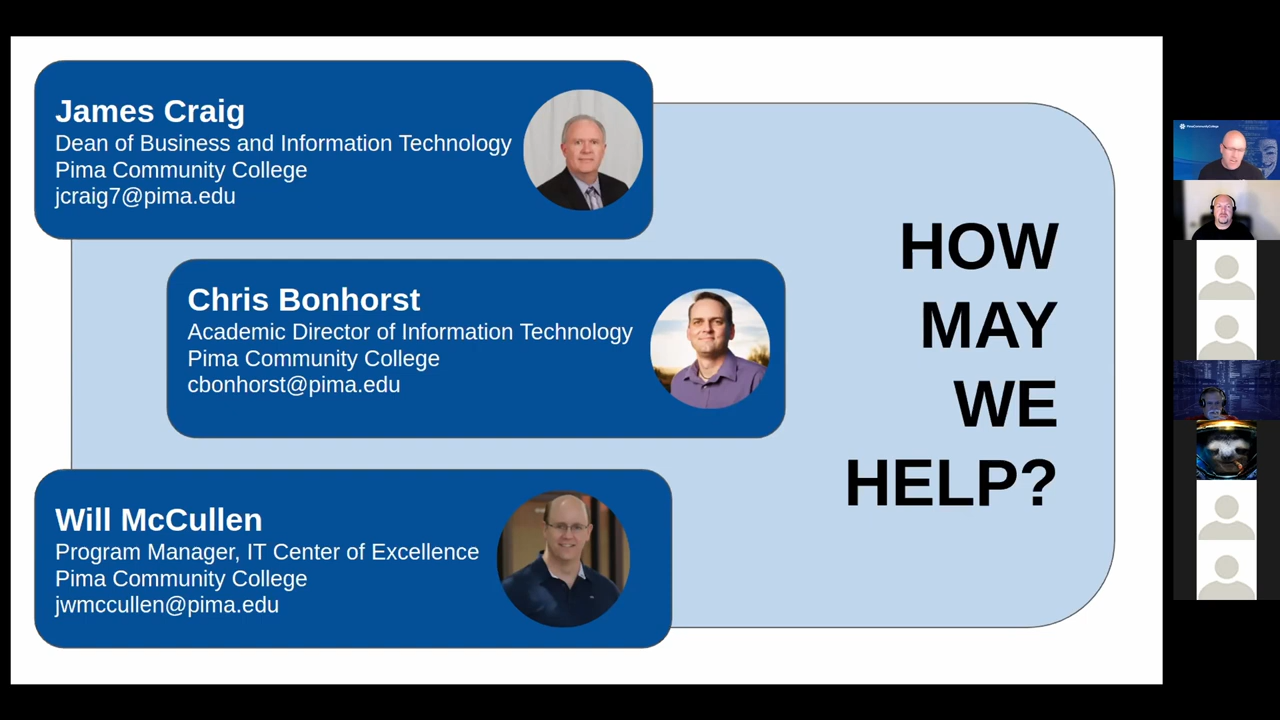 James Craig
Dean of Business and Information Technology
Pima Community College
jcraig7@pima.edu
Chris Bonhorst
Academic Director of Information Technology
Pima Community College
cbonhorst@pima.edu
Will McCullen
Program Manager, IT Center of Excellence
Pima Community College
jwmccullen@pima.edu
HOW
MAY
WE
HELP?
PimaCommunityCollege